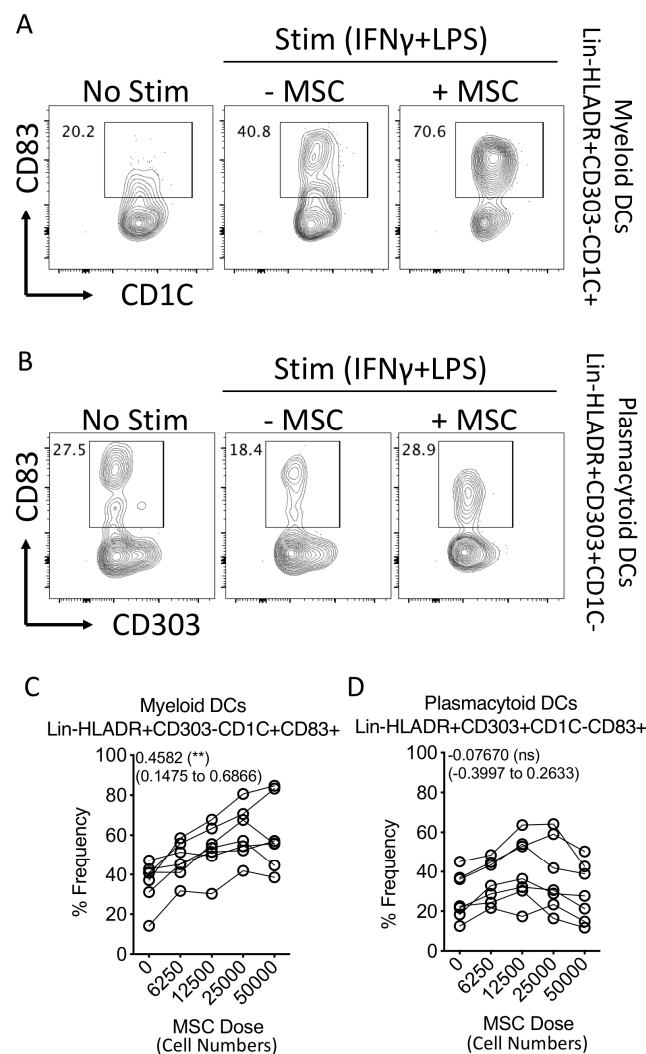 A
Stim (IFNγ+LPS)
No Stim
- MSC
+ MSC
20.2
40.8
70.6
CD83
CD1C
Myeloid DCs
Lin-HLADR+CD303-CD1C+
B
Stim (IFNγ+LPS)
No Stim
- MSC
+ MSC
27.5
18.4
28.9
CD83
CD303
Plasmacytoid DCs
Lin-HLADR+CD303+CD1C-
C
Myeloid DCs
Lin-HLADR+CD303-CD1C+CD83+
0.4582 (**)
(0.1475 to 0.6866)
% Frequency
100
80
60
40
20
0
0
6250
12500
25000
50000
MSC Dose
(Cell Numbers)
D
Plasmacytoid DCs
Lin-HLADR+CD303+CD1C-CD83+
-0.07670 (ns)
(-0.3997 to 0.2633)
% Frequency
100
80
60
40
20
0
0
6250
12500
25000
50000
MSC Dose
(Cell Numbers)